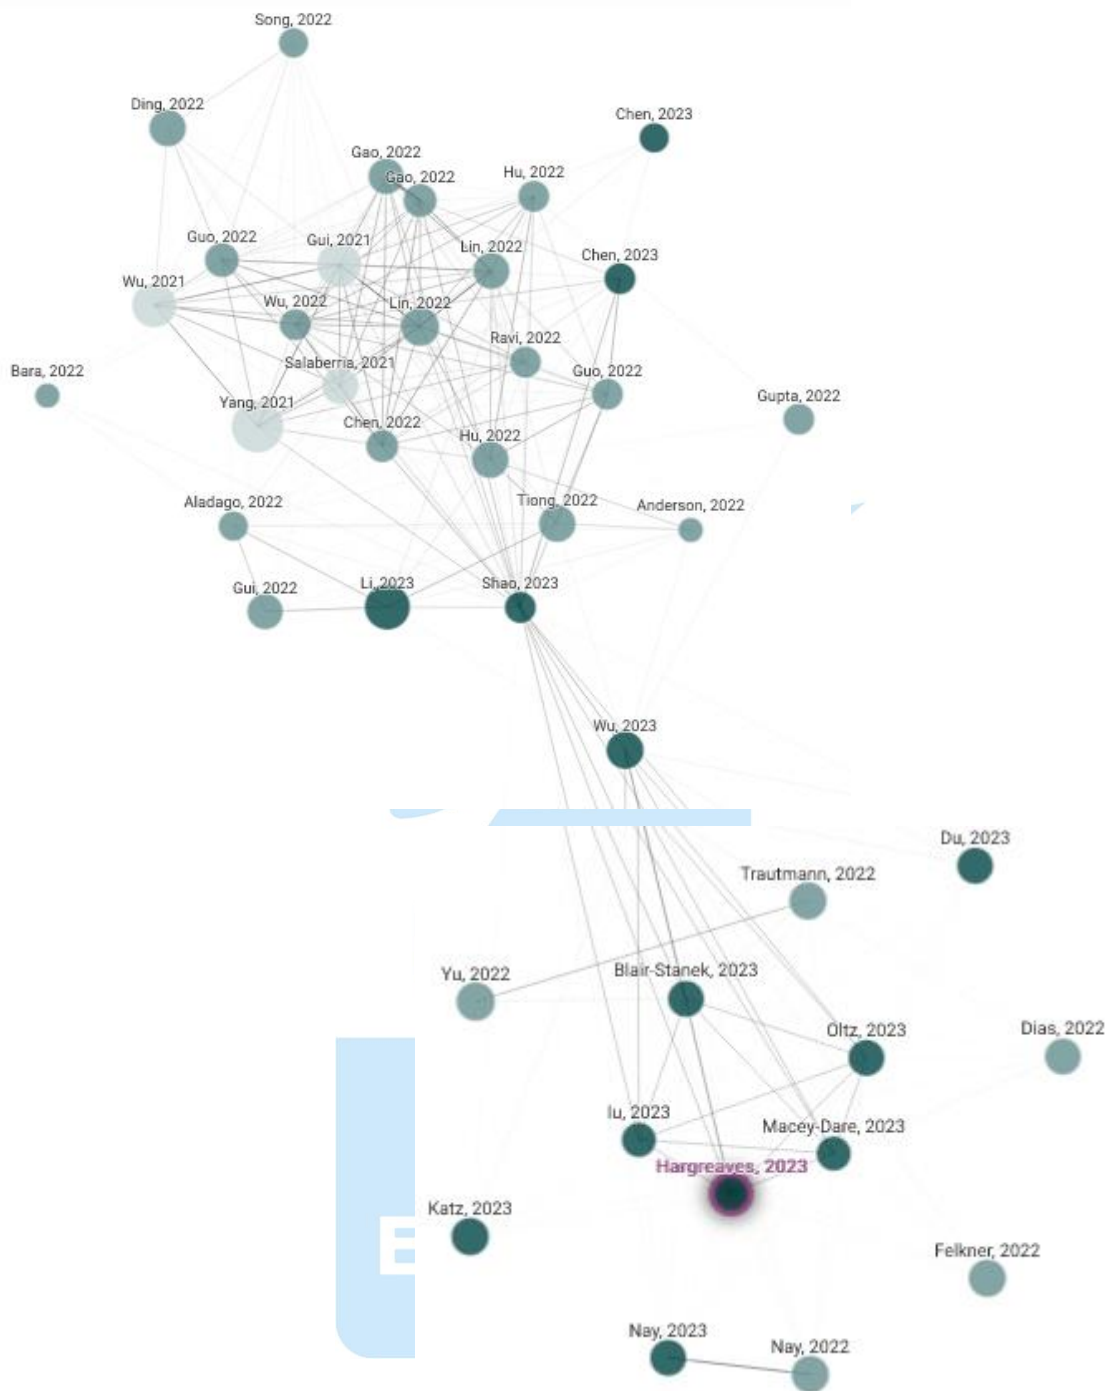 Song, 2022
Ding, 2022
Chen, 2023
Gao, 2022
Gao, 2022
Hu, 2022
Guo, 2022
Gui, 2021
Lin, 2022
Chen, 2023
Wu, 2021
Wu, 2022
Lin, 2022
Ravi, 2022
Salaberria, 2021
Guo, 2022
Bara, 2022
Yang, 2021
Gupta, 2022
Chen, 2022
Hu, 2022
Aladago, 2022
Tiong, 2022
Anderson, 2022
Gui, 2022
Li, 2023
Shao, 2023
Wu, 2023
Du, 2023
Trautmann, 2022
Yu, 2022
Blair-Stanek, 2023
Oltz, 2023
Dias, 2022
Iu, 2023
Macey-Dare, 2023
Hargreaves, 2023
Katz, 2023
E
Felkner, 2022
Nay, 2023
Nay, 2022